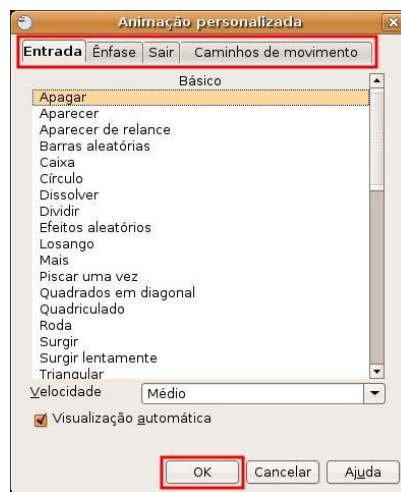 Animação personalizada
Entrada Ênfase Sair Caminhos de movimento
Básico
Apagar
Aparecer
Aparecer de relance
Barras aleatórias
Caixa
Círculo
Dissolver
Dividir
Efeitos aleatórios
Losango
Mais
Piscar uma vez
Quadrados em diagonal
Quadriculado
Roda
Surgir
Surgir lentamente
Triangular
Velocidade Médio
Visualização automática
OK Cancelar Ajuda